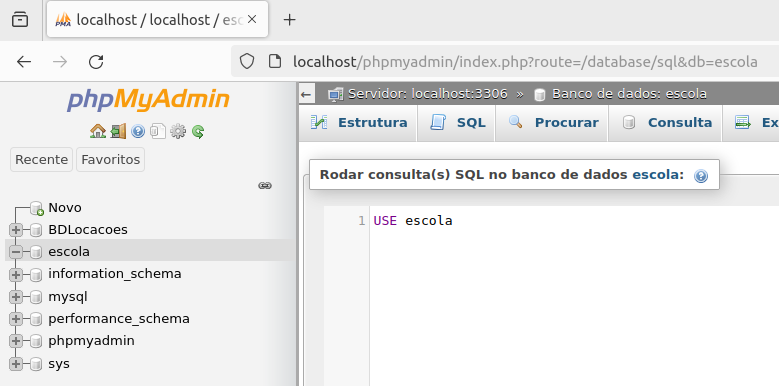 localhost / localhost / esc
localhost/phpmyadmin/index.php?route=/database/sql&db=escola
phpMyAdmin
Recente
Favoritos
Novo
BDLocacoes
escola
information_schema
mysql
performance_schema
phpmyadmin
sys
Servidor: localhost:3306 » Banco de dados: escola
Estrutura
SQL
Procurar
Consulta
Ex
Rodar consulta(s) SQL no banco de dados escola:
1 USE escola